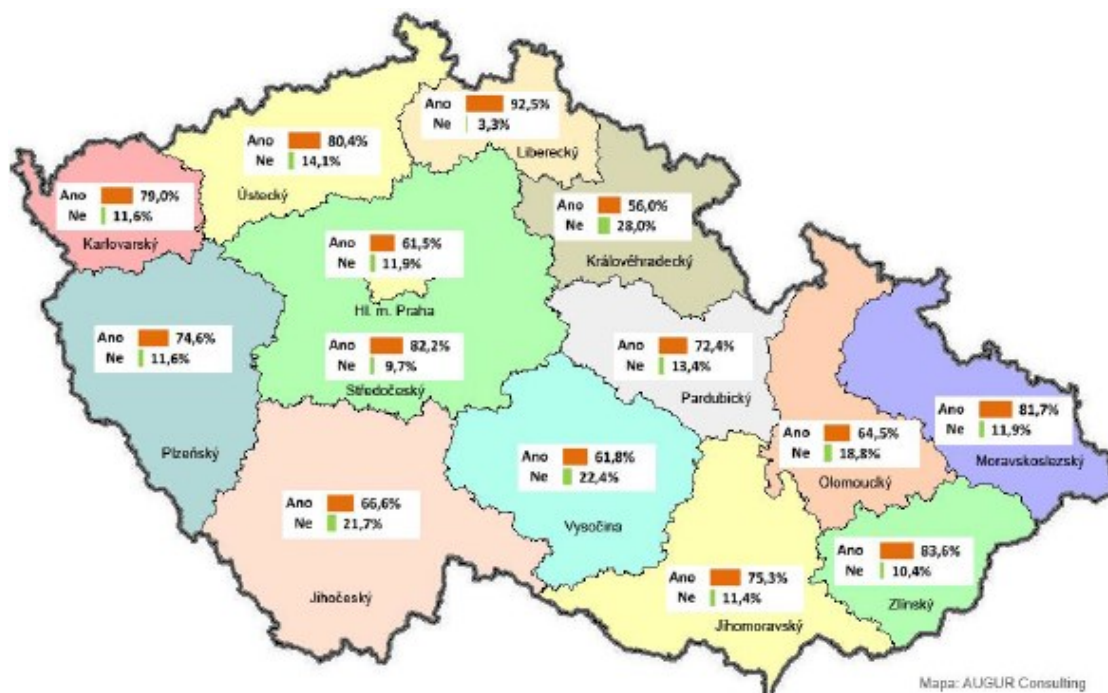 Ano 92,5%
Ne 3,3%
Liberecký
Ano 80,4%
Ne 14,1%
Ústecký
Ano 79,0%
Ne 11,6%
Karlovarský
Ano 56,0%
Ne 28,0%
Královéhradecký
Ano 61,5%
Ne 11,9%
Hl. m. Praha
Ano 74,6%
Ne 11,6%
Plzeňský
Ano 82,2%
Ne 9,7%
Středočeský
Ano 72,4%
Ne 13,4%
Pardubický
Ano 81,7%
Ne 11,9%
Moravskoslezský
Ano 64,5%
Ne 18,8%
Olomoucký
Ano 61,8%
Ne 22,4%
Vysočina
Ano 66,6%
Ne 21,7%
Jihočeský
Ano 83,6%
Ne 10,4%
Zlínský
Ano 75,3%
Ne 11,4%
Jihomoravský
Mapa: AUGUR Consulting